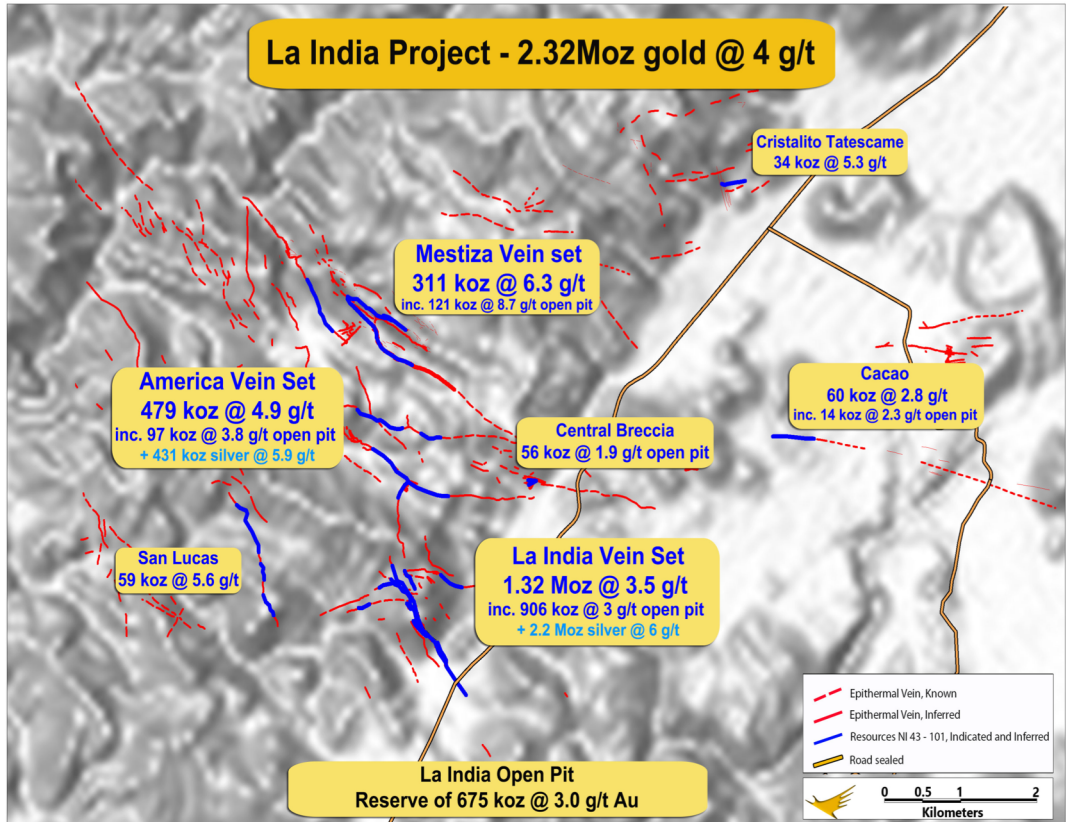 La India Project - 2.32Moz gold @ 4 g/t
Cristalito Tatescame
34 koz @ 5.3 g/t
Mestiza Vein set
311 koz @ 6.3 g/t
inc. 121 koz @ 8.7 g/t open pit
America Vein Set
479 koz @ 4.9 g/t
inc. 97 koz @ 3.8 g/t open pit
+ 431 koz silver @ 5.9 g/t
Cacao
60 koz @ 2.8 g/t
inc. 14 koz @ 2.3 g/t open pit
Central Breccia
56 koz @ 1.9 g/t open pit
San Lucas
59 koz @ 5.6 g/t
La India Vein Set
1.32 Moz @ 3.5 g/t
inc. 906 koz @ 3 g/t open pit
+ 2.2 Moz silver @ 6 g/t
La India Open Pit
Reserve of 675 koz @ 3.0 g/t Au
Epithermal Vein, Known
Epithermal Vein, Inferred
Resources NI 43 - 101, Indicated and Inferred
Road sealed
0 0.5 1 2
Kilometers